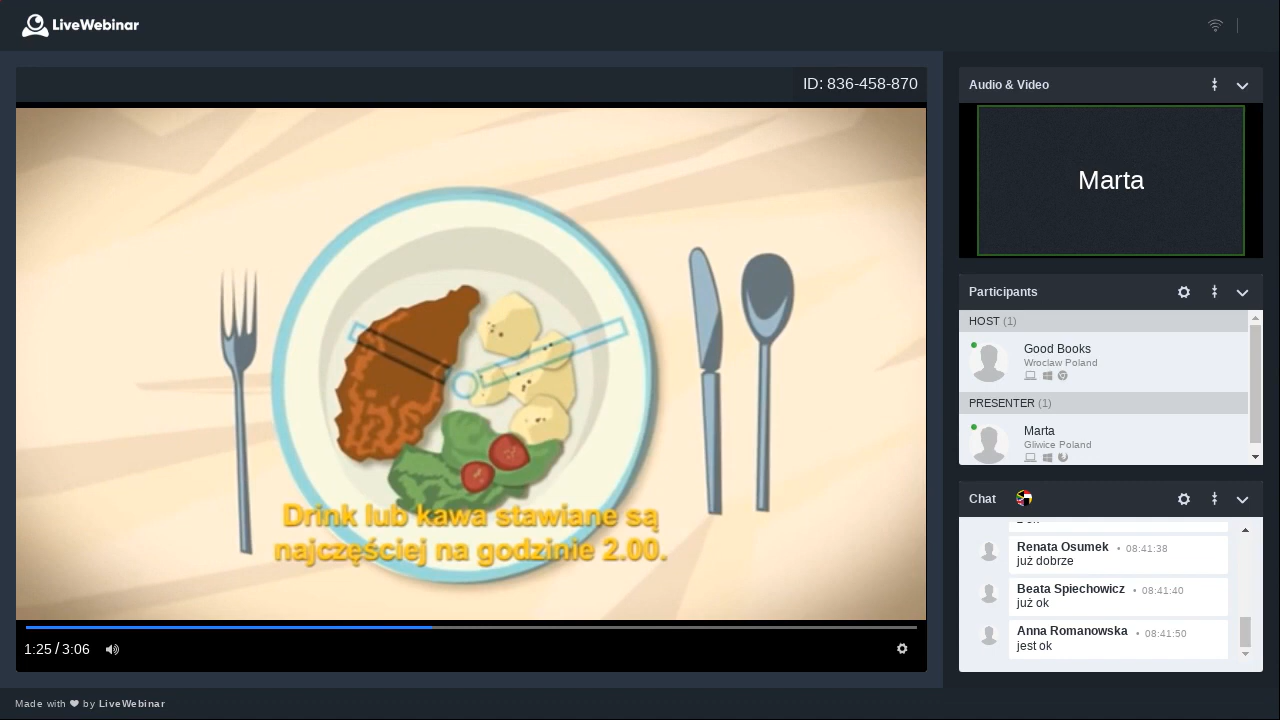 LiveWebinar
ID: 836-458-870
Drink lub kawa stawiane są
najczęściej na godzinie 2.00.
1:25 / 3:06
Audio & Video
Marta
Participants
HOST (1)
Good Books
Wroclaw Poland
PRESENTER (1)
Marta
Gliwice Poland
Chat
Renata Osumek • 08:41:38
już dobrze
Beata Spiechowicz • 08:41:40
już ok
Anna Romanowska • 08:41:50
jest ok
Made with ❤ by LiveWebinar